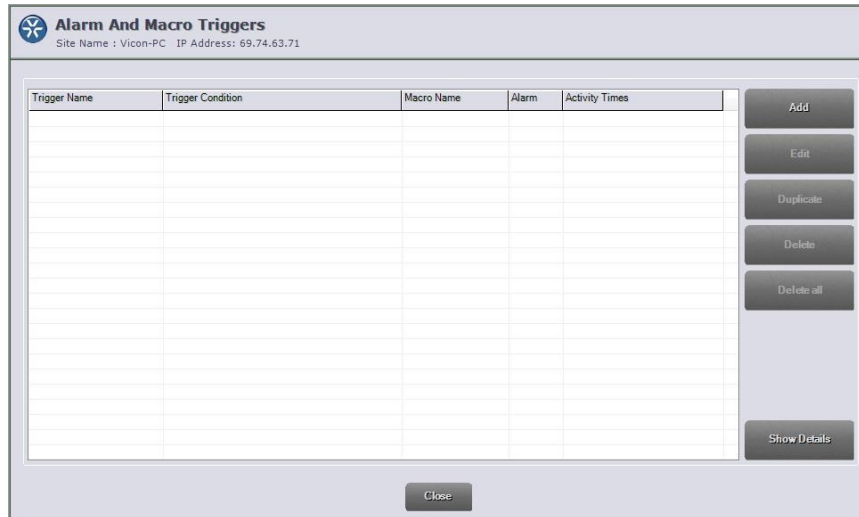 Alarm And Macro Triggers
Site Name : Vicon-PC IP Address: 69.74.63.71
Trigger Name Trigger Condition Macro Name Alarm Activity Times
Add
Edit
Duplicate
Delete
Delete all
Show Details
Close